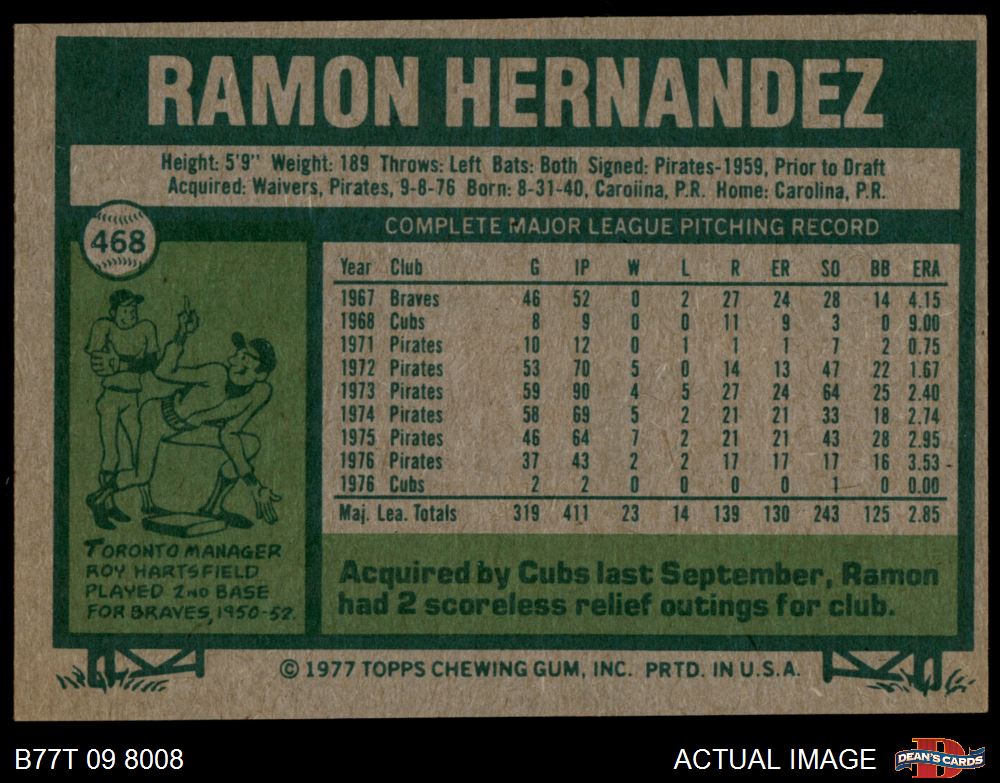 RAMON HERNANDEZ
Height: 5'9" Weight: 189 Throws: Left Bats: Both Signed: Pirates-1959, Prior to Draft
Acquired: Waivers, Pirates, 9-8-76 Born: 8-31-40, Caroiina, P.R. Home: Carolina, P.R.
468
COMPLETE MAJOR LEAGUE PITCHING RECORD
Year Club G IP W L R ER SO BB ERA
1967 Braves 46 52 0 2 27 24 28 14 4.15
1968 Cubs 8 9 0 0 11 9 3 0 9.00
1971 Pirates 10 12 0 1 1 1 7 2 0.75
1972 Pirates 53 70 5 0 14 13 47 22 1.67
1973 Pirates 59 90 4 5 27 24 64 25 2.40
1974 Pirates 58 69 5 2 21 21 33 18 2.74
1975 Pirates 46 64 7 2 21 21 43 28 2.95
1976 Pirates 37 43 2 2 17 17 17 16 3.53
1976 Cubs 2 2 0 0 0 0 1 0 0.00
Maj. Lea. Totals 319 411 23 14 139 130 243 125 2.85
TORONTO MANAGER
ROY HARTSFIELD
PLAYED 2ND BASE
FOR BRAVES, 1950-52.
Acquired by Cubs last September, Ramon
had 2 scoreless relief outings for club.
© 1977 TOPPS CHEWING GUM, INC. PRTD. IN U.S.A.
B77T 09 8008
ACTUAL IMAGE
D
DEAN'S CARDS